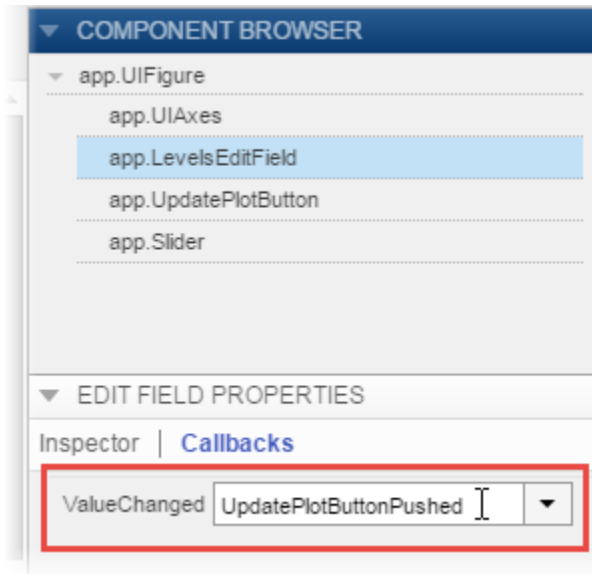 COMPONENT BROWSER
app.UIFigure
app.UIAxes
app.LevelsEditField
app.UpdatePlotButton
app.Slider
EDIT FIELD PROPERTIES
Inspector | Callbacks
ValueChanged UpdatePlotButtonPushed